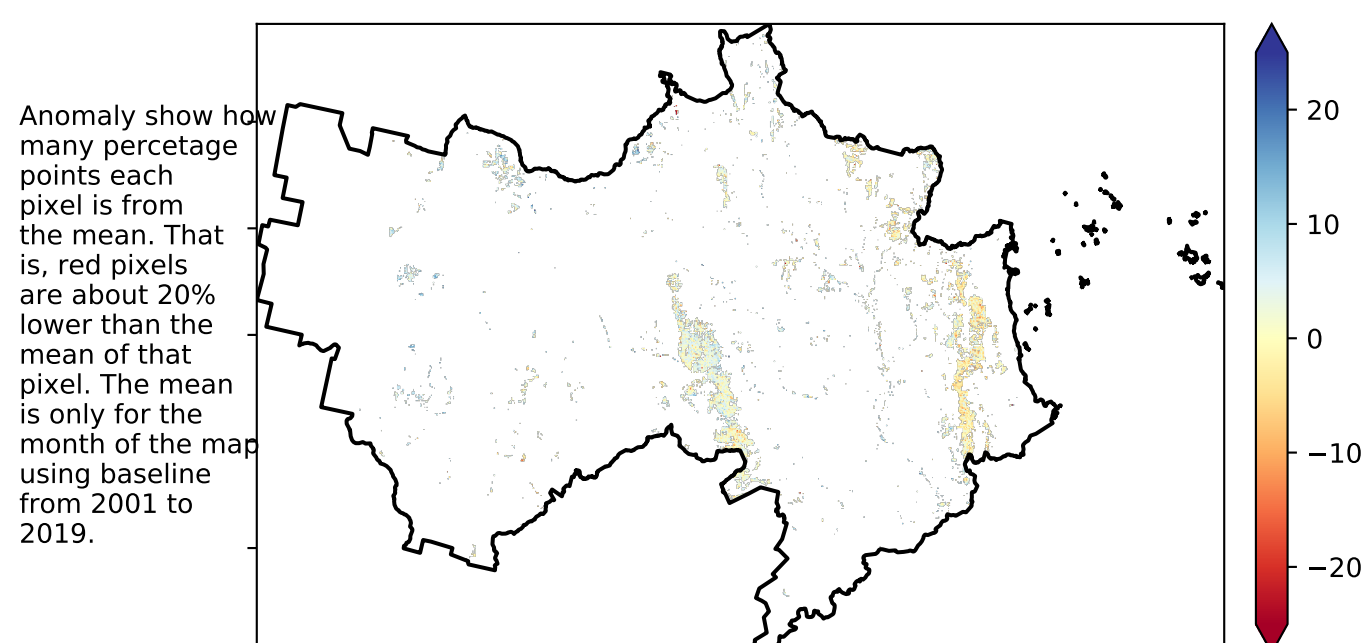 Anomaly show how
many percetage
points each
pixel is from
the mean. That
is, red pixels
are about 20%
lower than the
mean of that
pixel. The mean
is only for the
month of the map
using baseline
from 2001 to
2019.
20
10
0
−10
−20